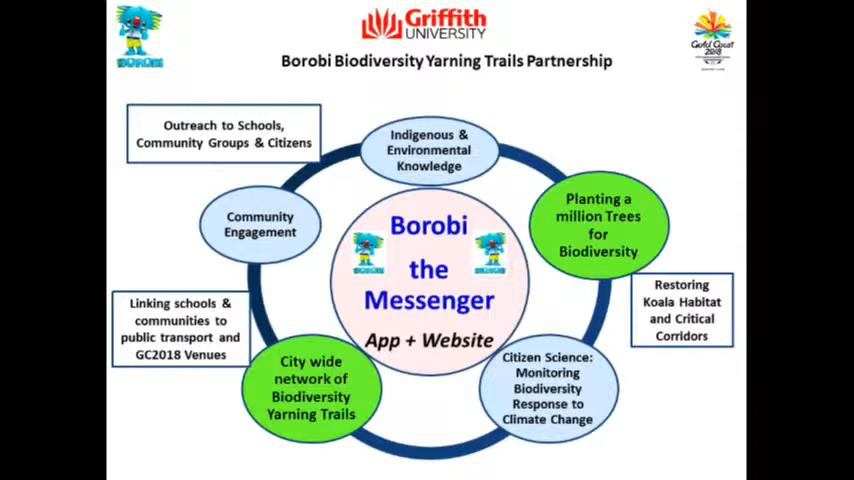 BOROBI
Griffith
UNIVERSITY
Gold Coast
2018
Borobi Biodiversity Yarning Trails Partnership
Outreach to Schools,
Community Groups & Citizens
Indigenous &
Environmental
Knowledge
Planting a
million Trees
for
Biodiversity
Community
Engagement
Borobi
the
Messenger
App + Website
BOROBI
BOROBI
Restoring
Koala Habitat
and Critical
Corridors
Linking schools &
communities to
public transport and
GC2018 Venues
City wide
network of
Biodiversity
Yarning Trails
Citizen Science:
Monitoring
Biodiversity
Response to
Climate Change